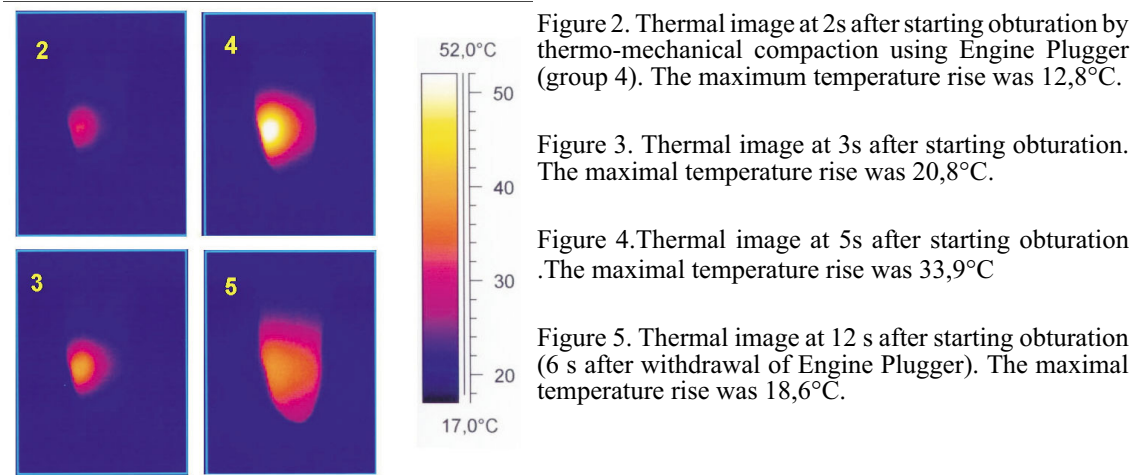 2
4
3
5
52,0°C
50
40
30
20
17,0°C
Figure 2. Thermal image at 2s after starting obturation by
thermo-mechanical compaction using Engine Plugger
(group 4). The maximum temperature rise was 12,8°C.
Figure 3. Thermal image at 3s after starting obturation.
The maximal temperature rise was 20,8°C.
Figure 4.Thermal image at 5s after starting obturation
.The maximal temperature rise was 33,9°C
Figure 5. Thermal image at 12 s after starting obturation
(6 s after withdrawal of Engine Plugger). The maximal
temperature rise was 18,6°C.